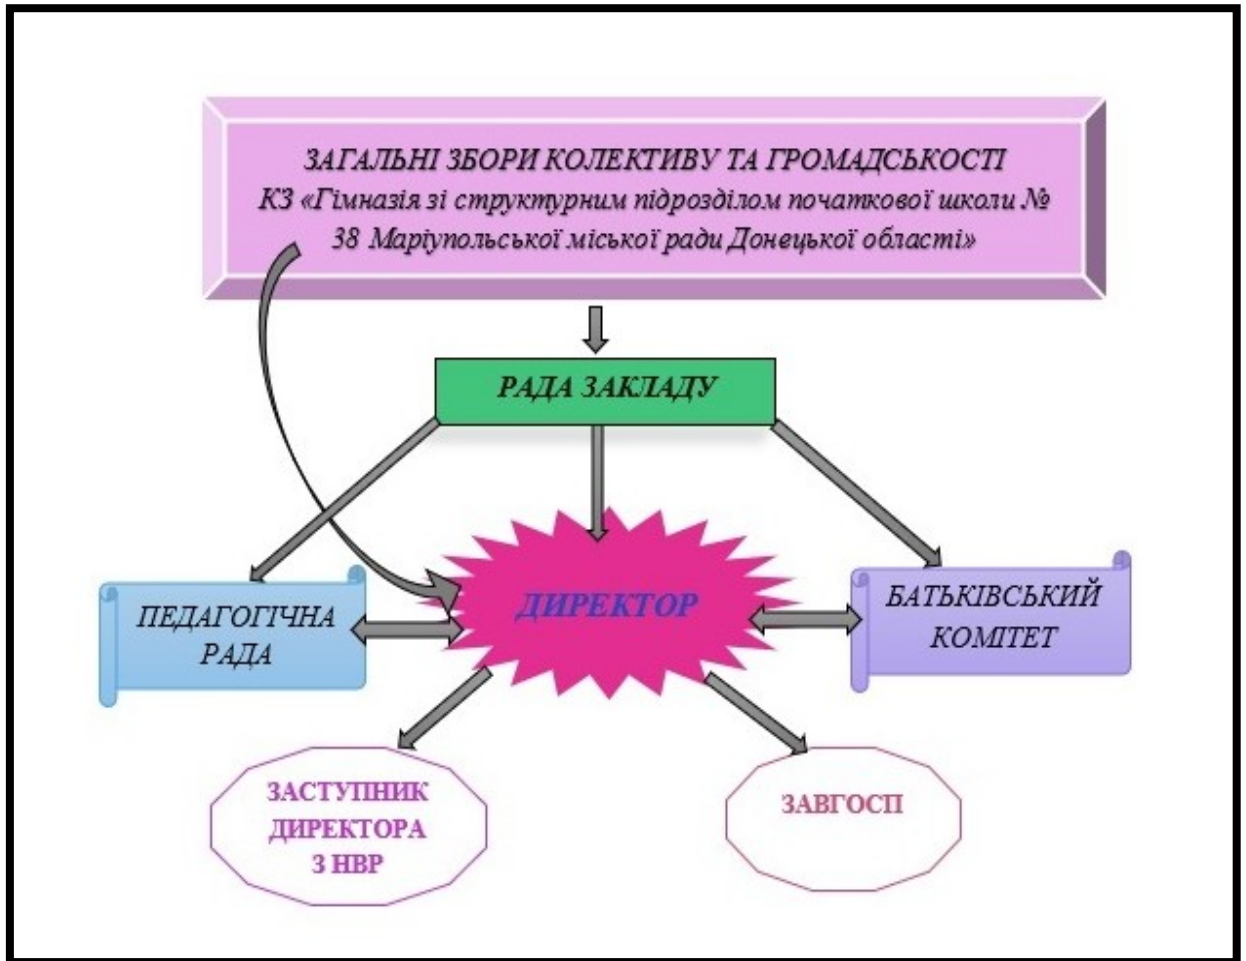 ЗАГАЛЬНІ ЗБОРИ КОЛЕКТИВУ ТА ГРОМАДСЬКОСТІ
КЗ «Гімназія зі структурним підрозділом початкової школи №
38 Маріупольської міської ради Донецької області»
РАДА ЗАКЛАДУ
ПЕДАГОГІЧНА
РАДА
ДИРЕКТОР
БАТЬКІВСЬКИЙ
КОМІТЕТ
ЗАСТУПНИК
ДИРЕКТОРА
З НВР
ЗАВГОСП